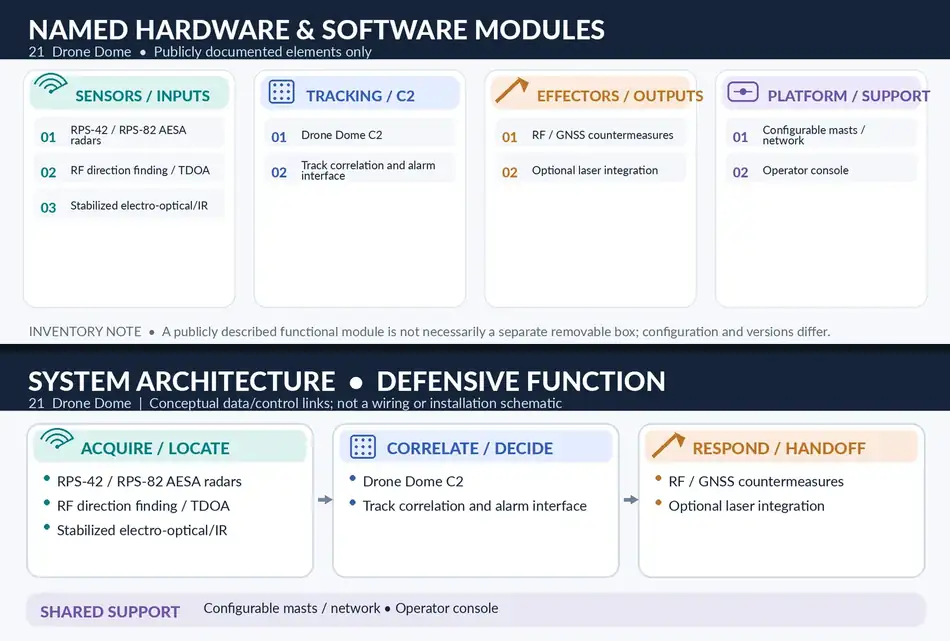 NAMED HARDWARE & SOFTWARE MODULES
21 Drone Dome • Publicly documented elements only
SENSORS / INPUTS
01 RPS-42 / RPS-82 AESA
radars
02 RF direction finding / TDOA
03 Stabilized electro-optical/IR
TRACKING / C2
01 Drone Dome C2
02 Track correlation and alarm
interface
EFFECTORS / OUTPUTS
01 RF / GNSS countermeasures
02 Optional laser integration
PLATFORM / SUPPORT
01 Configurable masts /
network
02 Operator console
INVENTORY NOTE • A publicly described functional module is not necessarily a separate removable box; configuration and versions differ.
SYSTEM ARCHITECTURE • DEFENSIVE FUNCTION
21 Drone Dome | Conceptual data/control links; not a wiring or installation schematic
ACQUIRE / LOCATE
• RPS-42 / RPS-82 AESA radars
• RF direction finding / TDOA
• Stabilized electro-optical/IR
CORRELATE / DECIDE
• Drone Dome C2
• Track correlation and alarm interface
RESPOND / HANDOFF
• RF / GNSS countermeasures
• Optional laser integration
SHARED SUPPORT Configurable masts / network • Operator console